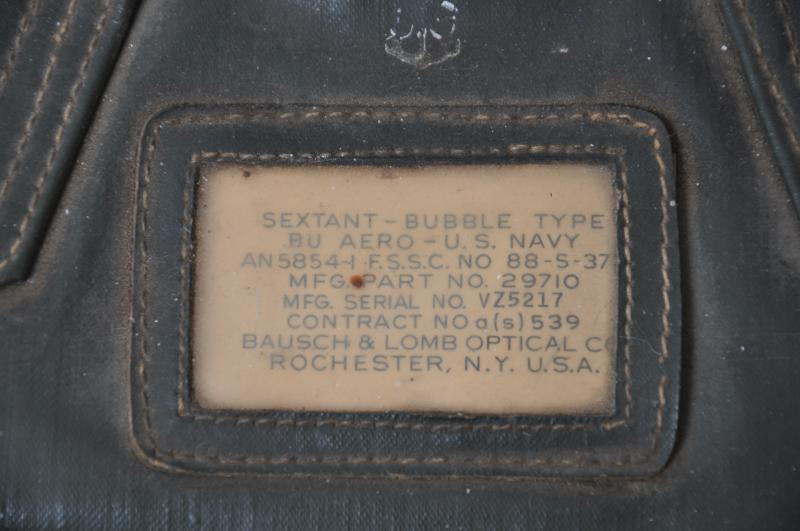 SEXTANT-BUBBLE TYPE
BU AERO-U.S. NAVY
AN5854-1 F.S.S.C. NO 88-S-37
MFG. PART NO. 29710
MFG. SERIAL NO. VZ5217
CONTRACT NO a(s)539
BAUSCH & LOMB OPTICAL CO
ROCHESTER, N.Y. U.S.A.